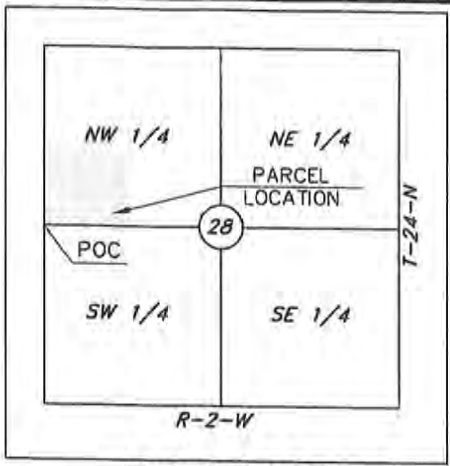 NW 1/4
NE 1/4
PARCEL
LOCATION
28
POC
T-24-N
SW 1/4
SE 1/4
R-2-W